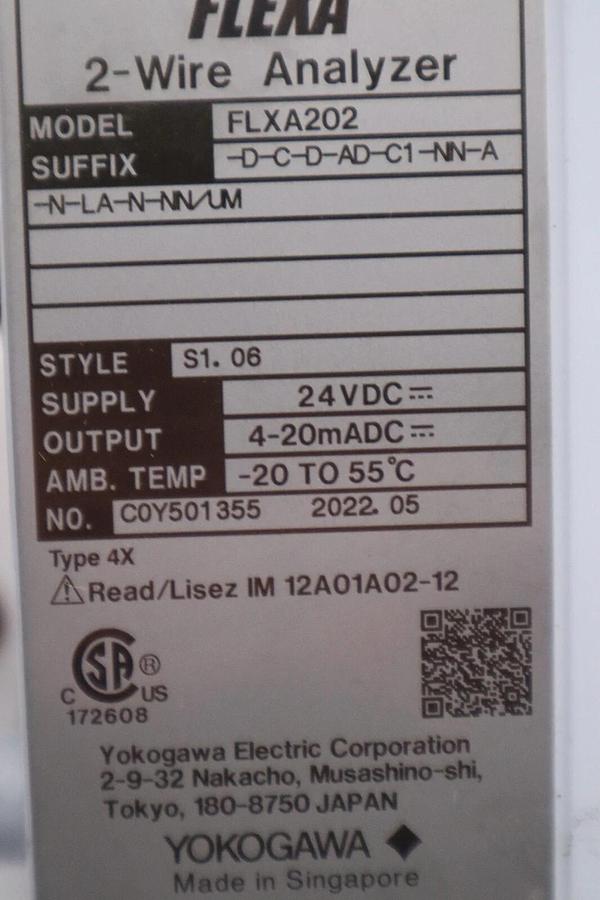 FLEXA
2-Wire Analyzer
MODEL FLXA202
SUFFIX -D-C-D-AD-C1-NN-A
-N-LA-N-NN/UM
STYLE S1.06
SUPPLY 24VDC⎓
OUTPUT 4-20mADC⎓
AMB. TEMP -20 TO 55℃
NO. C0Y501355 2022.05
Type 4X
⚠Read/Lisez IM 12A01A02-12
CSA®
C US
172608
Yokogawa Electric Corporation
2-9-32 Nakacho, Musashino-shi,
Tokyo, 180-8750 JAPAN
YOKOGAWA ◆
Made in Singapore